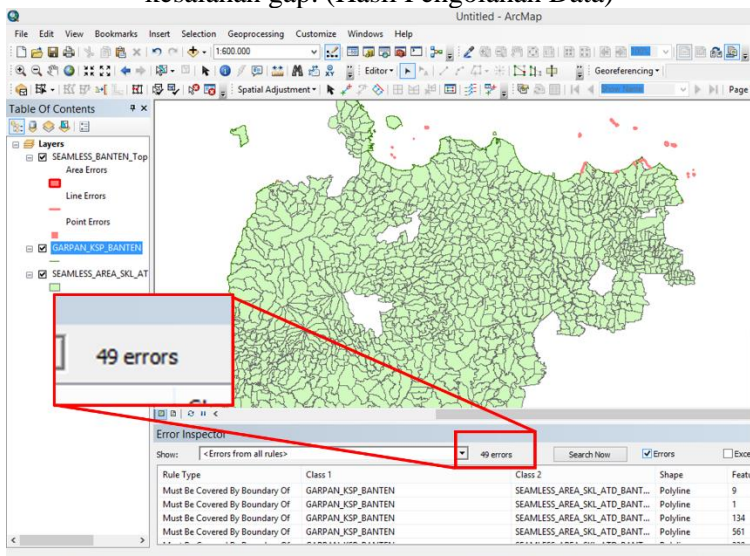 kesalahan gap. (Hasil Pengolahan Data)
Untitled - ArcMap
File Edit View Bookmarks Insert Selection Geoprocessing Customize Windows Help
1:600.000
Editor Georeferencing
Spatial Adjustment Page
Table Of Contents
Layers
SEAMLESS_BANTEN_Top
Area Errors
Line Errors
Point Errors
GARPAN_KSP_BANTEN
SEAMLESS_AREA_SKL_AT
49 errors
Error Inspector
Show: <Errors from all rules> 49 errors Search Now Errors Exce
Rule Type Class 1 Class 2 Shape Featu
Must Be Covered By Boundary Of GARPAN_KSP_BANTEN SEAMLESS_AREA_SKL_ATD_BANT... Polyline 9
Must Be Covered By Boundary Of GARPAN_KSP_BANTEN SEAMLESS_AREA_SKL_ATD_BANT... Polyline 1
Must Be Covered By Boundary Of GARPAN_KSP_BANTEN SEAMLESS_AREA_SKL_ATD_BANT... Polyline 134
Must Be Covered By Boundary Of GARPAN_KSP_BANTEN SEAMLESS_AREA_SKL_ATD_BANT... Polyline 561